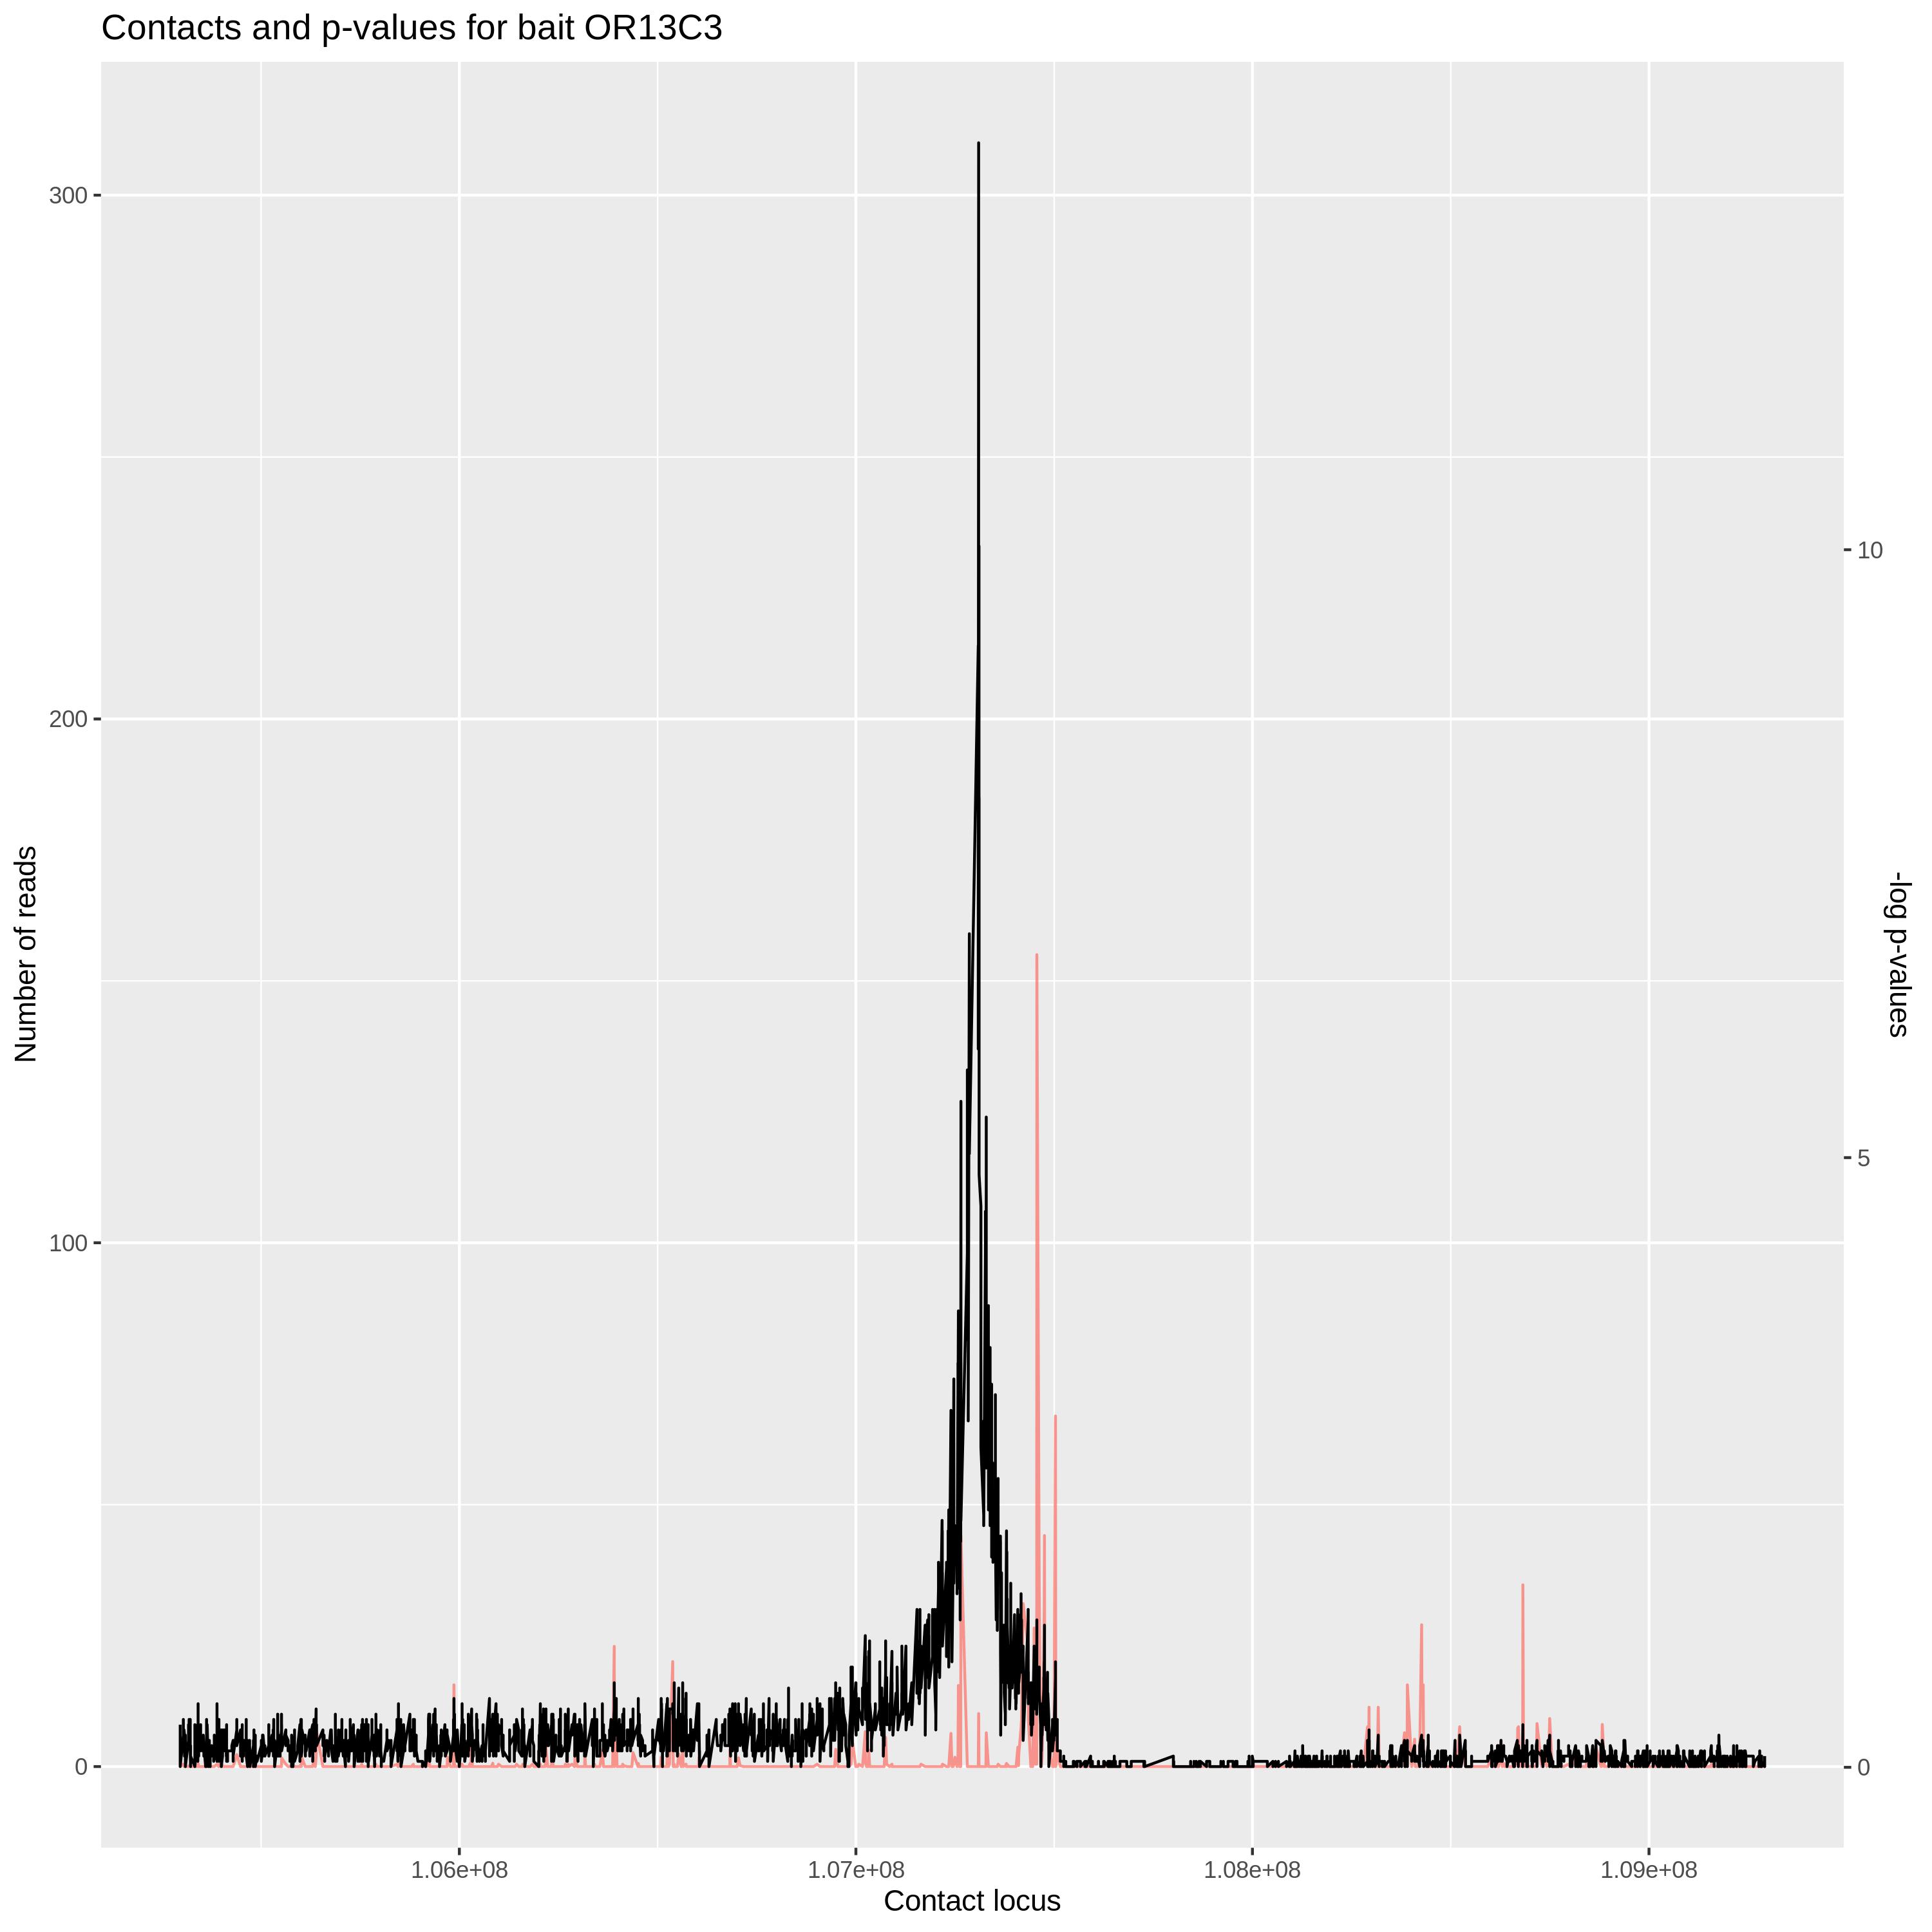 Contacts and p-values for bait OR13C3
300
200
100
0
Number of reads
10
5
0
-log p-values
1.06e+08
1.07e+08
1.08e+08
1.09e+08
Contact locus